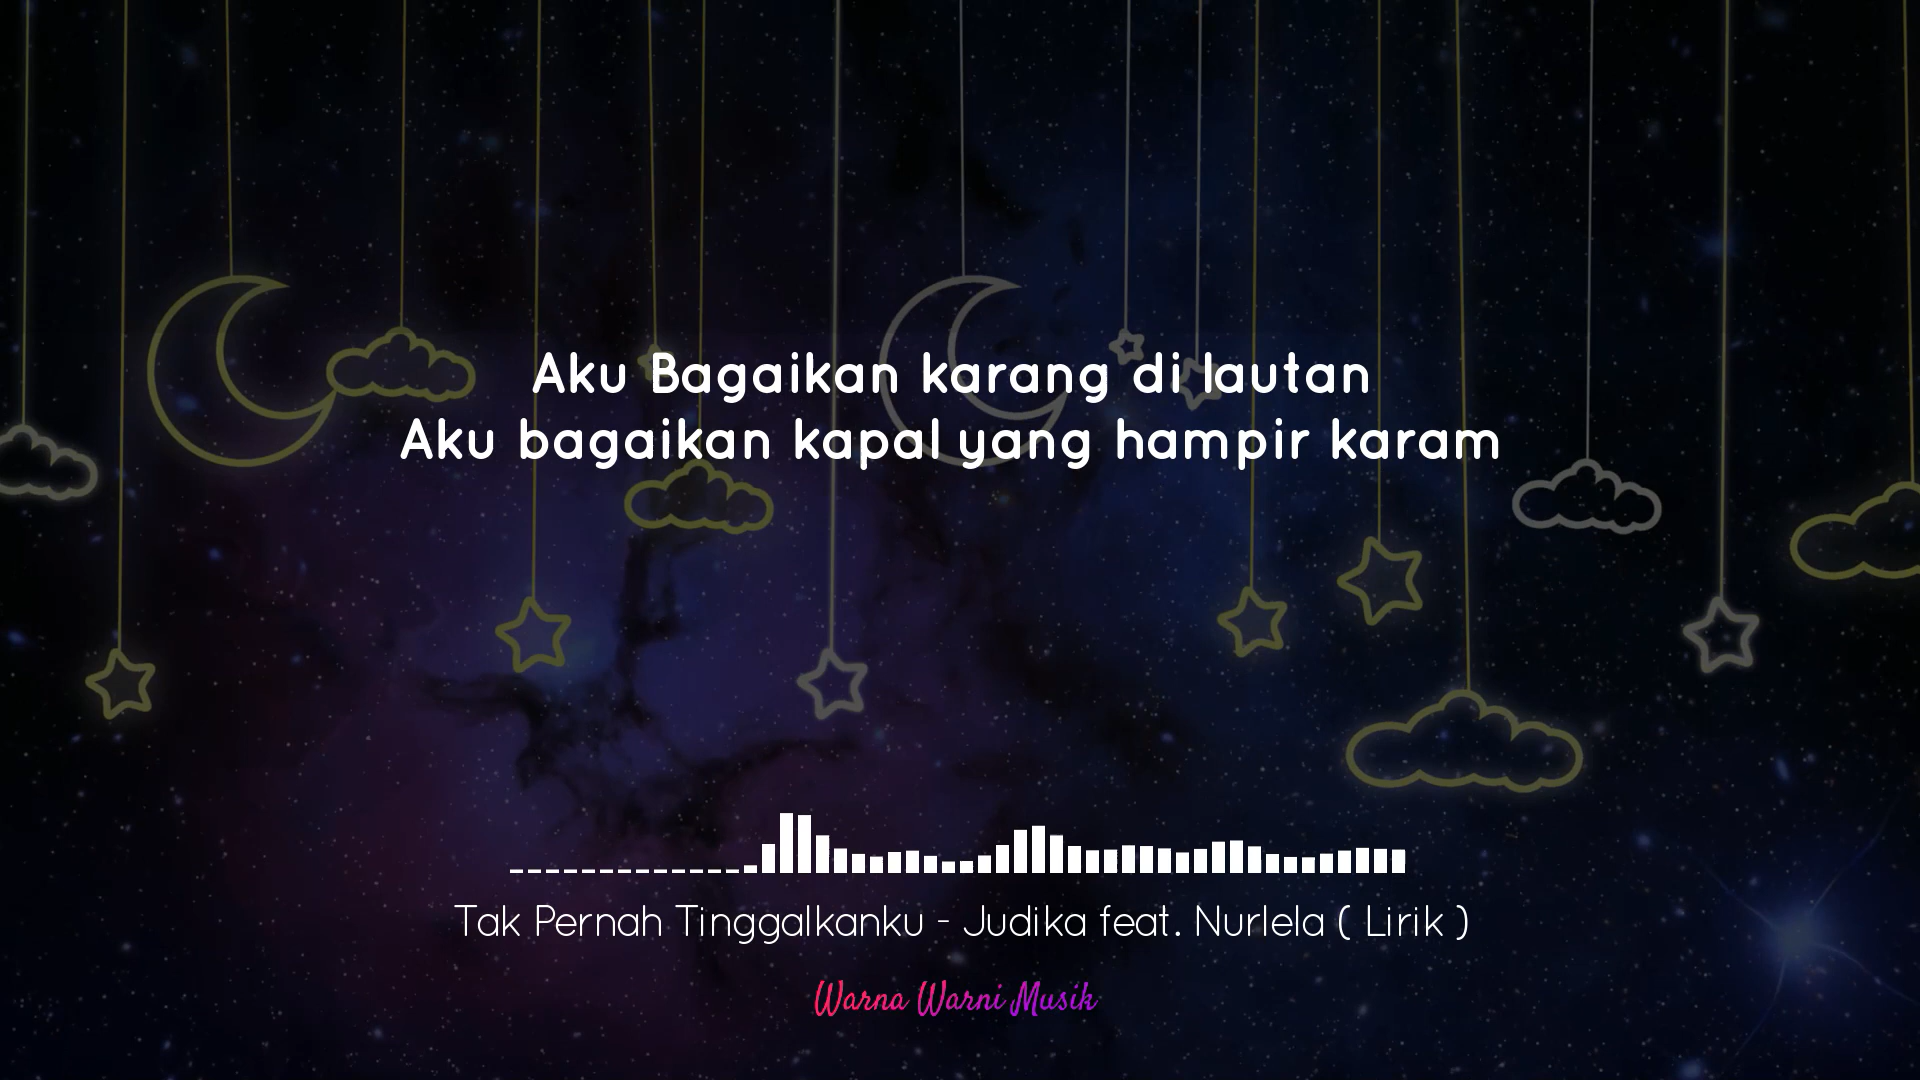 Aku Bagaikan karang di lautan
Aku bagaikan kapal yang hampir karam
Tak Pernah Tinggalkanku - Judika feat. Nurlela ( Lirik )
Warna Warni Musik